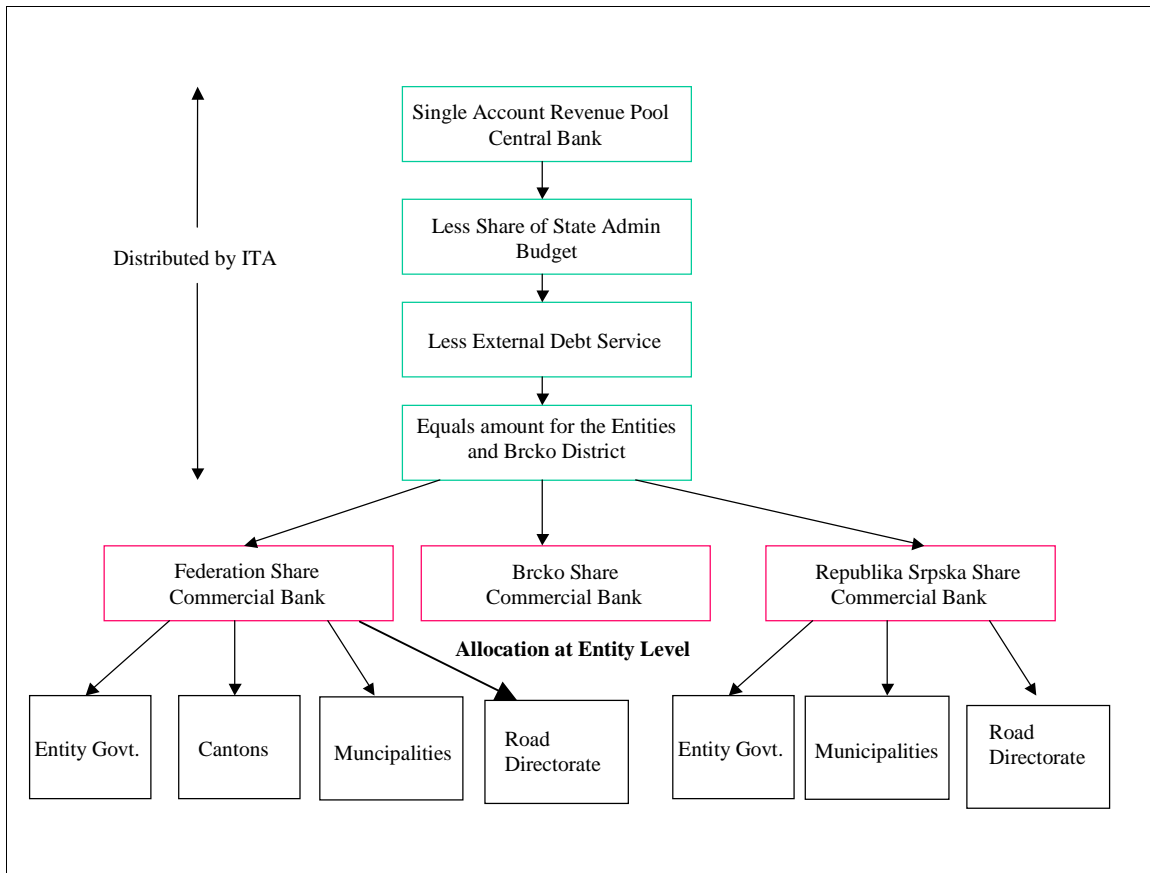 Single Account Revenue Pool
Central Bank
Less Share of State Admin
Budget
Distributed by ITA
Less External Debt Service
Equals amount for the Entities
and Brcko District
Federation Share
Commercial Bank
Brcko Share
Commercial Bank
Republika Srpska Share
Commercial Bank
Allocation at Entity Level
Entity Govt.
Cantons
Muncipalities
Road
Directorate
Entity Govt.
Municipalities
Road
Directorate